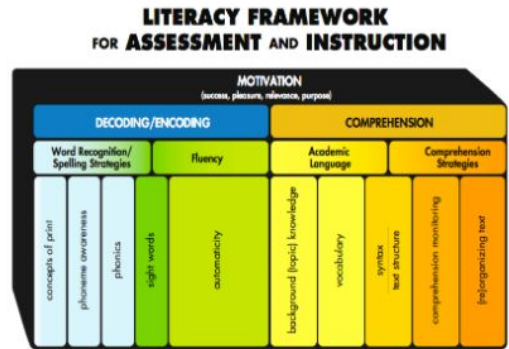 LITERACY FRAMEWORK
FOR ASSESSMENT AND INSTRUCTION
MOTIVATION
(success, pleasure, relevance, purpose)
DECODING/ENCODING
COMPREHENSION
Word Recognition/
Spelling Strategies
Fluency
Academic
Language
Comprehension
Strategies
concepts of print
phoneme awareness
phonics
sight words
automaticity
background (topic) knowledge
vocabulary
syntax
text structure
comprehension monitoring
(re)organizing text